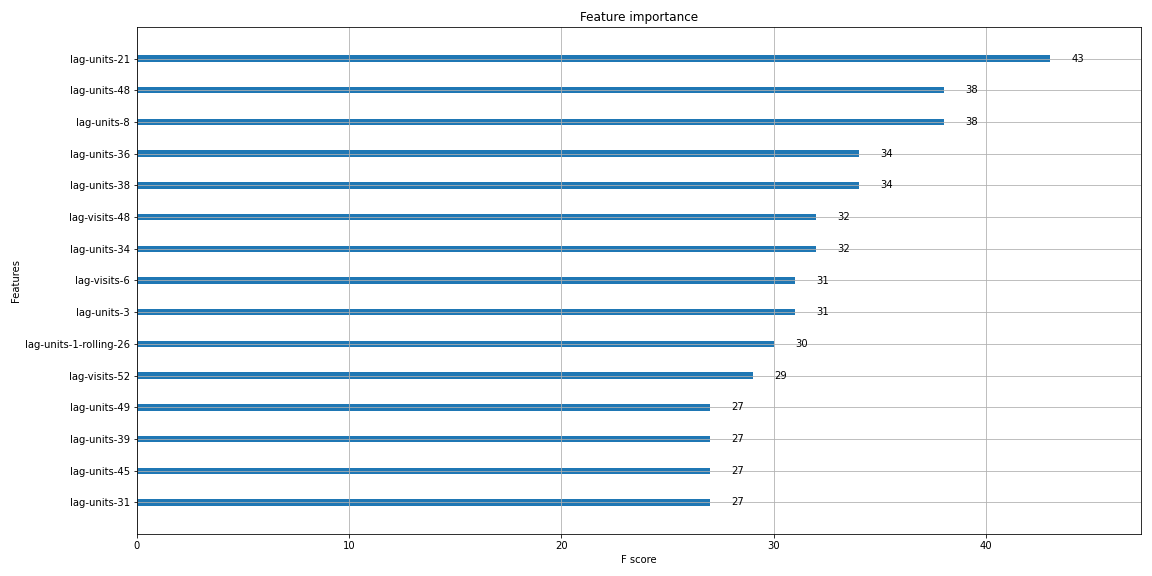 Feature importance
Features
lag-units-21 43
lag-units-48 38
lag-units-8 38
lag-units-36 34
lag-units-38 34
lag-visits-48 32
lag-units-34 32
lag-visits-6 31
lag-units-3 31
lag-units-1-rolling-26 30
lag-visits-52 29
lag-units-49 27
lag-units-39 27
lag-units-45 27
lag-units-31 27
0 10 20 30 40
F score